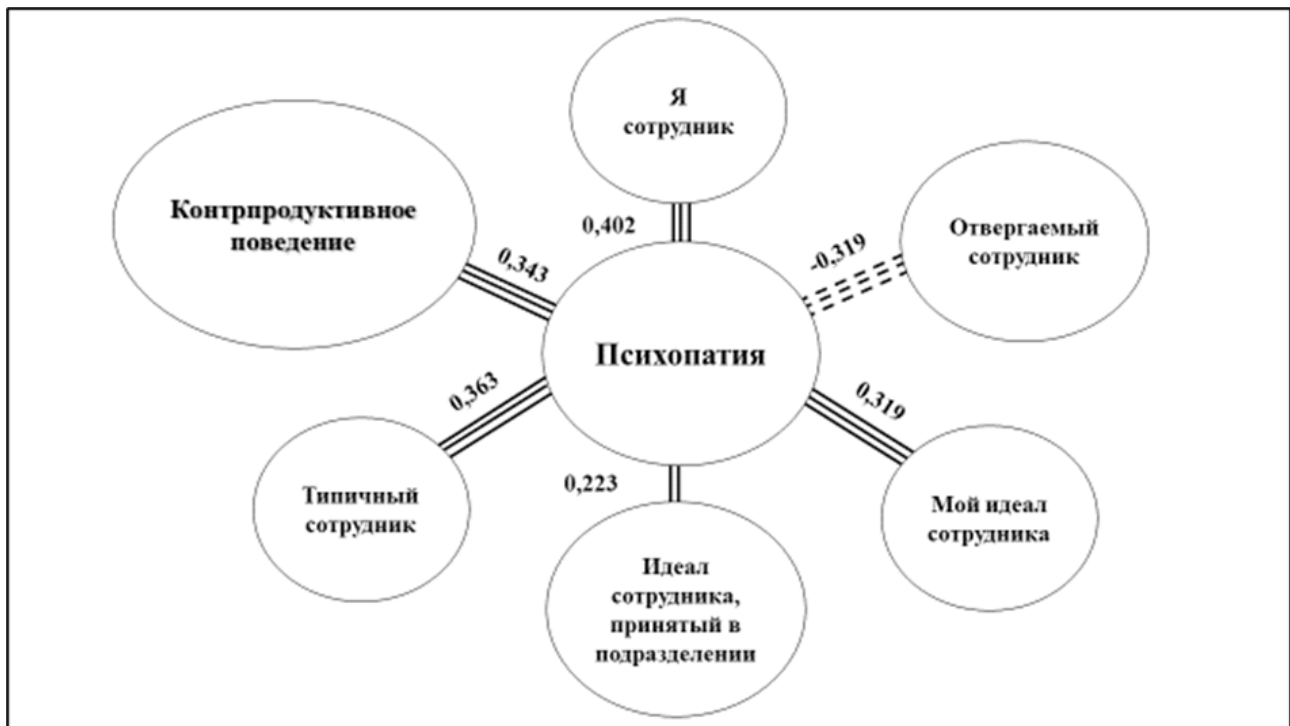 Я
сотрудник
Контрпродуктивное
поведение
0,402
Отвергаемый
сотрудник
-0,319
0,343
Психопатия
0,363
0,319
Типичный
сотрудник
0,223
Мой идеал
сотрудника
Идеал
сотрудника,
принятый в
подразделении